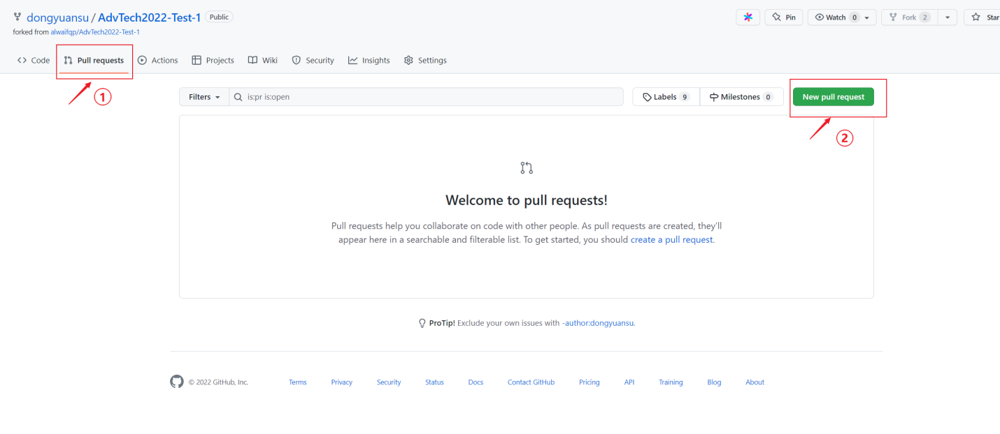 dongyuansu / AdvTech2022-Test-1 Public
Pin Watch 0 Fork 2 Star
forked from alwaifqp/AdvTech2022-Test-1
Code Pull requests Actions Projects Wiki Security Insights Settings
①
Filters is:pr is:open Labels 9 Milestones 0 New pull request
②
Welcome to pull requests!
Pull requests help you collaborate on code with other people. As pull requests are created, they'll
appear here in a searchable and filterable list. To get started, you should create a pull request.
ProTip! Exclude your own issues with -author:dongyuansu.
© 2022 GitHub, Inc. Terms Privacy Security Status Docs Contact GitHub Pricing API Training Blog About